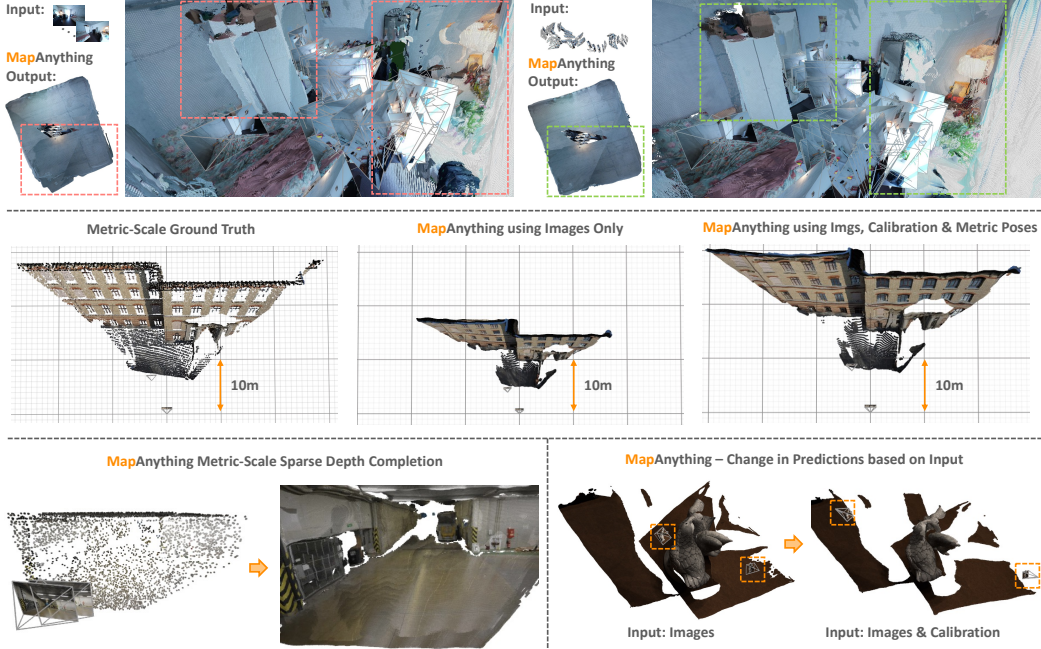 Input:
MapAnything
Output:
Input:
MapAnything
Output:
Metric-Scale Ground Truth
MapAnything using Images Only
MapAnything using Imgs, Calibration & Metric Poses
10m
10m
10m
MapAnything Metric-Scale Sparse Depth Completion
MapAnything – Change in Predictions based on Input
Input: Images
Input: Images & Calibration